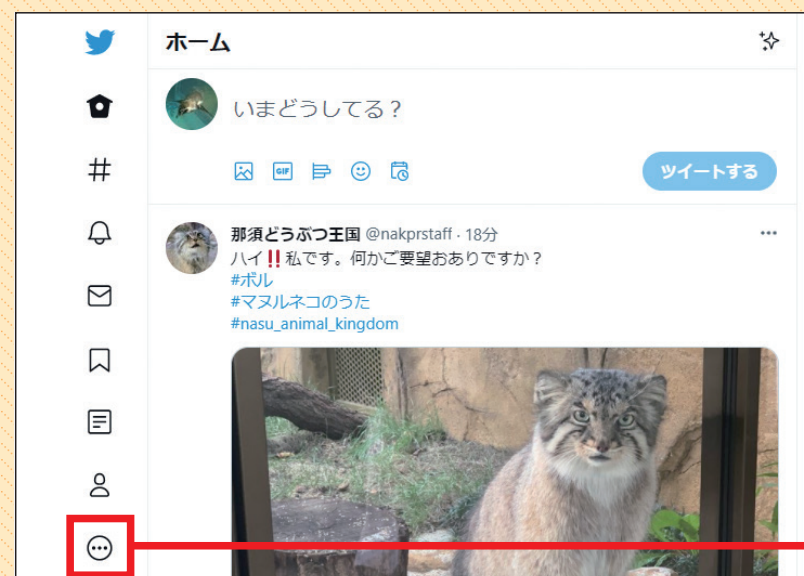 ホーム
いまどうしてる？
GIF
ツイートする
那須どうぶつ王国 @nakprstaff · 18分
ハイ‼私です。何かご要望おありですか？
#ボル
#マヌルネコのうた
#nasu_animal_kingdom